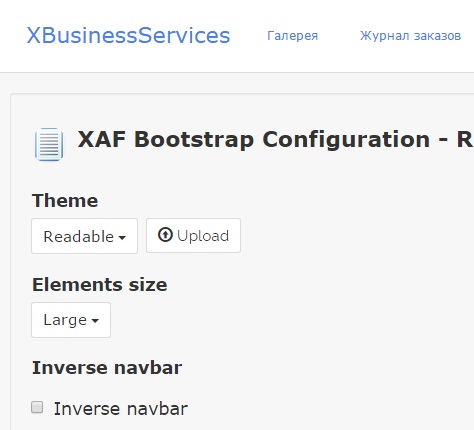 XBusinessServices Галерея Журнал заказов
XAF Bootstrap Configuration - R
Theme
Readable Upload
Elements size
Large
Inverse navbar
Inverse navbar